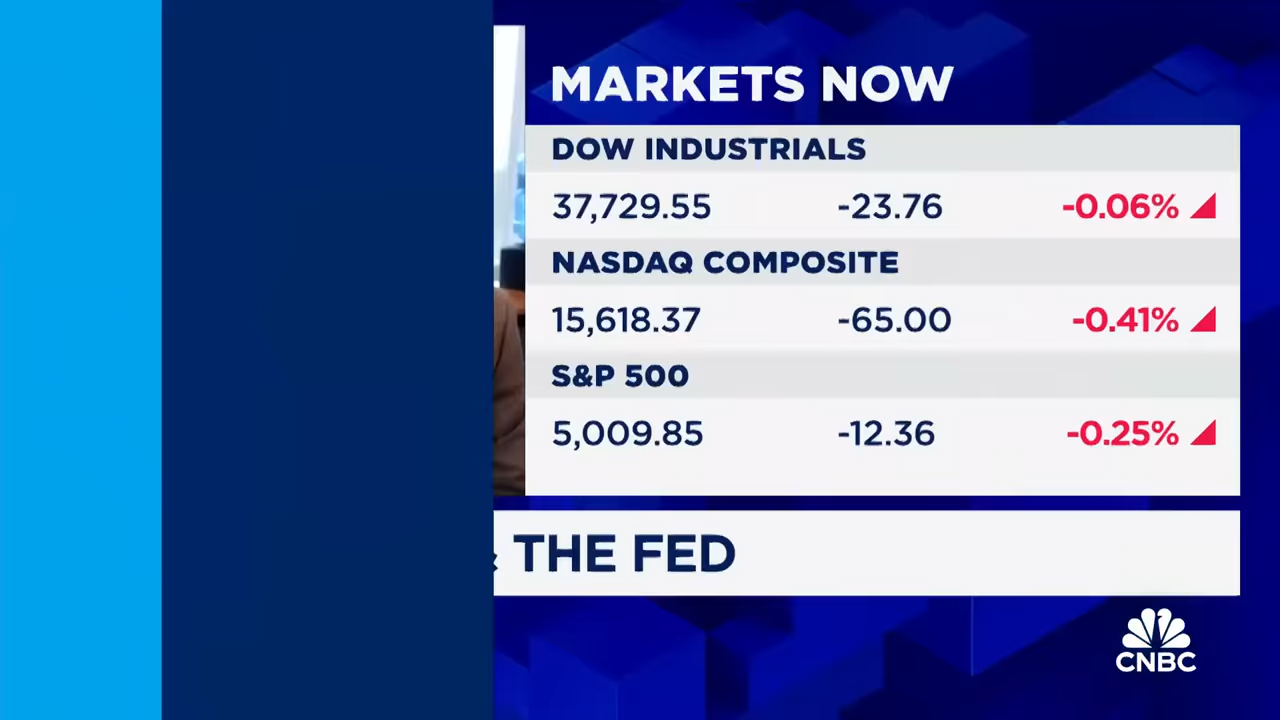 MARKETS NOW
DOW INDUSTRIALS
37,729.55 -23.76 -0.06%
NASDAQ COMPOSITE
15,618.37 -65.00 -0.41%
S&P 500
5,009.85 -12.36 -0.25%
THE FED
CNBC